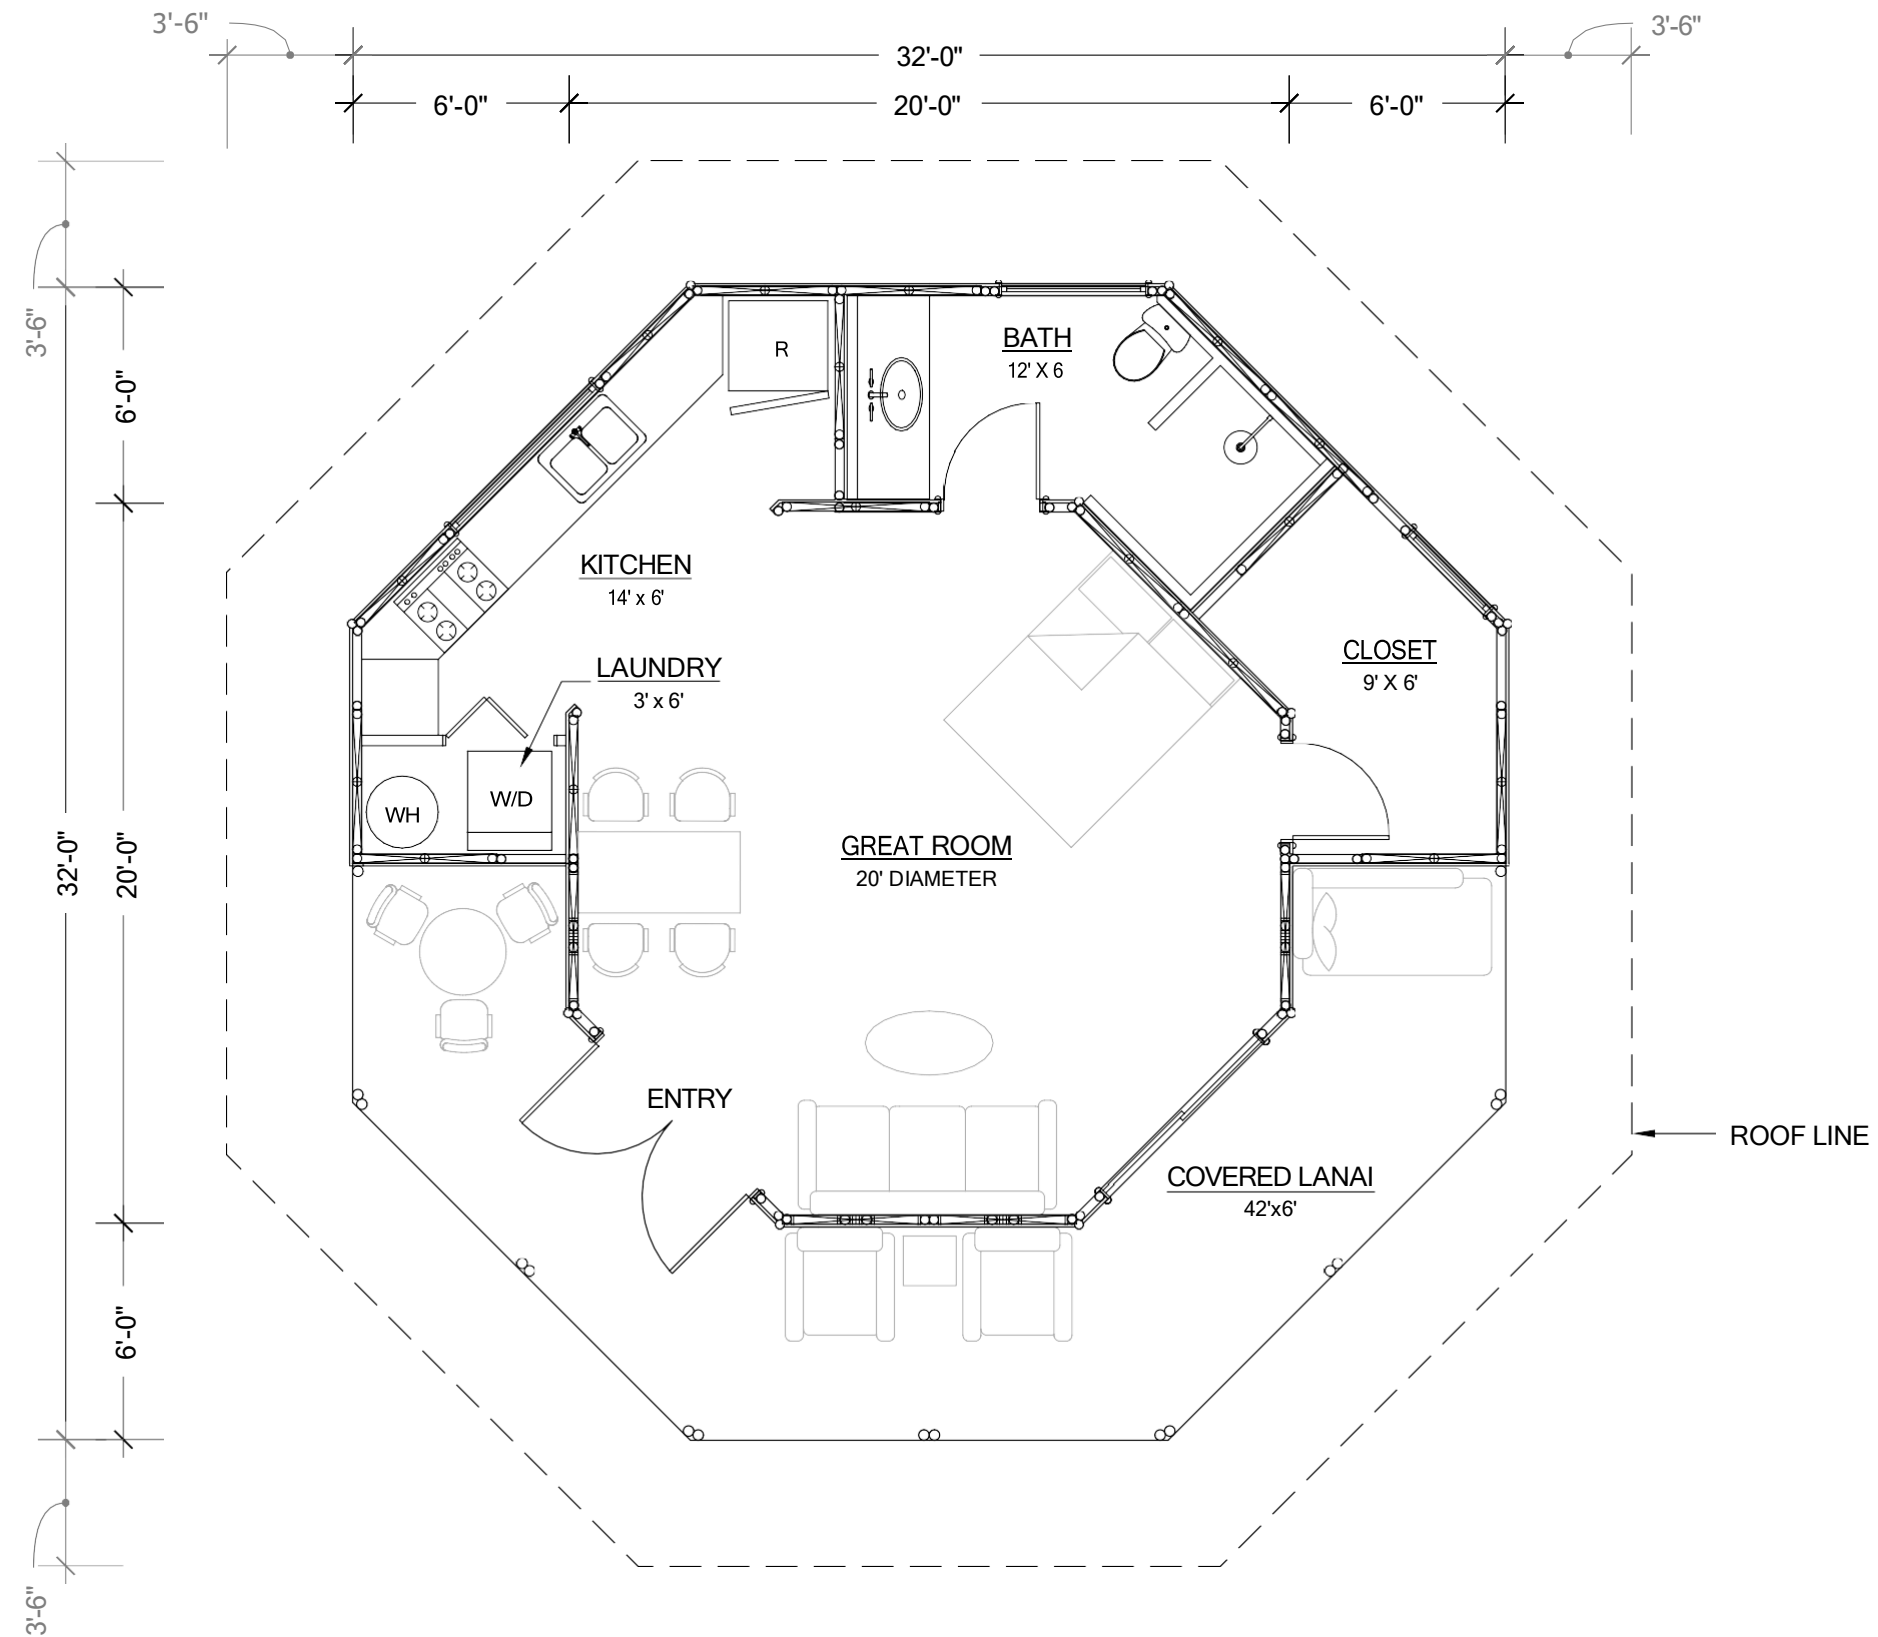 3'-6"
32'-0"
3'-6"
6'-0"
20'-0"
6'-0"
3'-6"
6'-0"
32'-0"
20'-0"
6'-0"
3'-6"
R
BATH
12' X 6
KITCHEN
14' x 6'
LAUNDRY
3' x 6'
CLOSET
9' X 6'
WH
W/D
GREAT ROOM
20' DIAMETER
ENTRY
ROOF LINE
COVERED LANAI
42'x6'